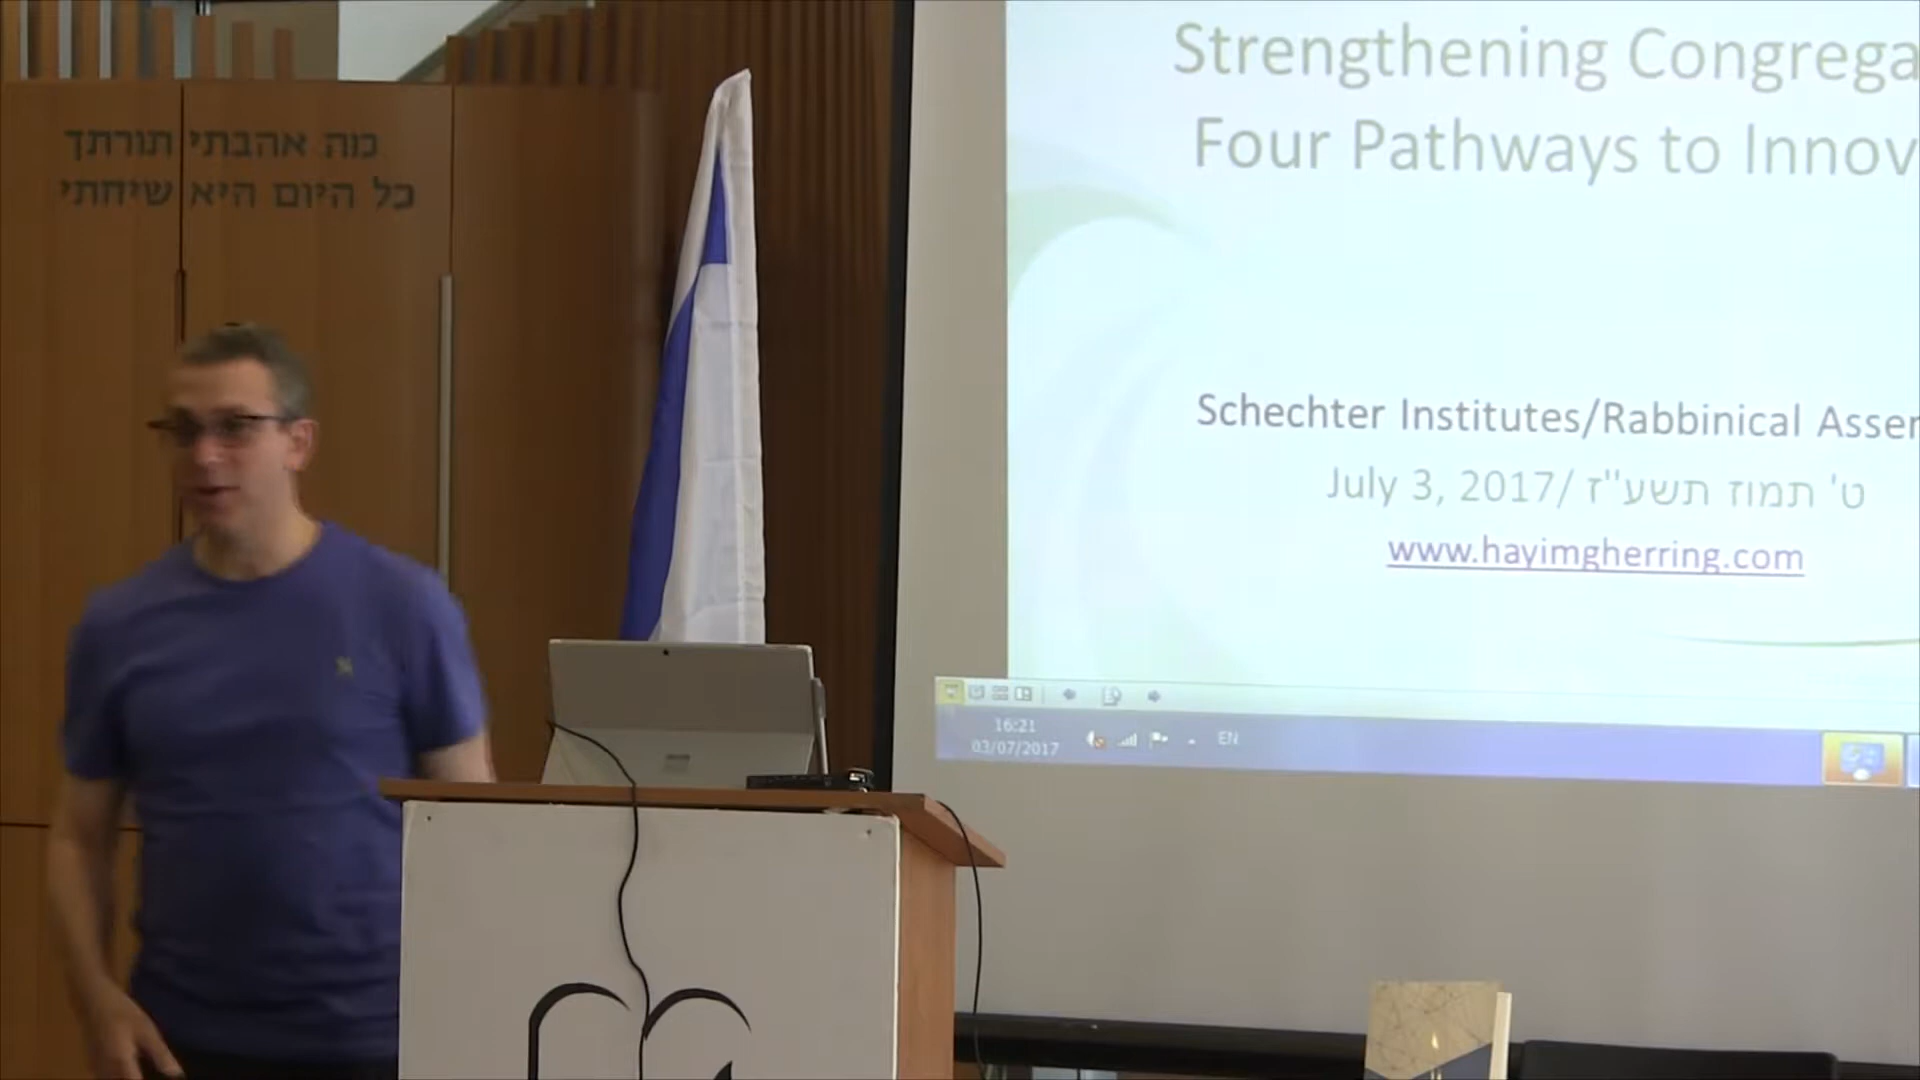 מה אהבתי תורתך
כל היום היא שיחתי
Strengthening Congrega
Four Pathways to Innov
Schechter Institutes/Rabbinical Asser
July 3, 2017/ ט' תמוז תשע"ז
www.hayimgherring.com
16:21
03/07/2017
EN